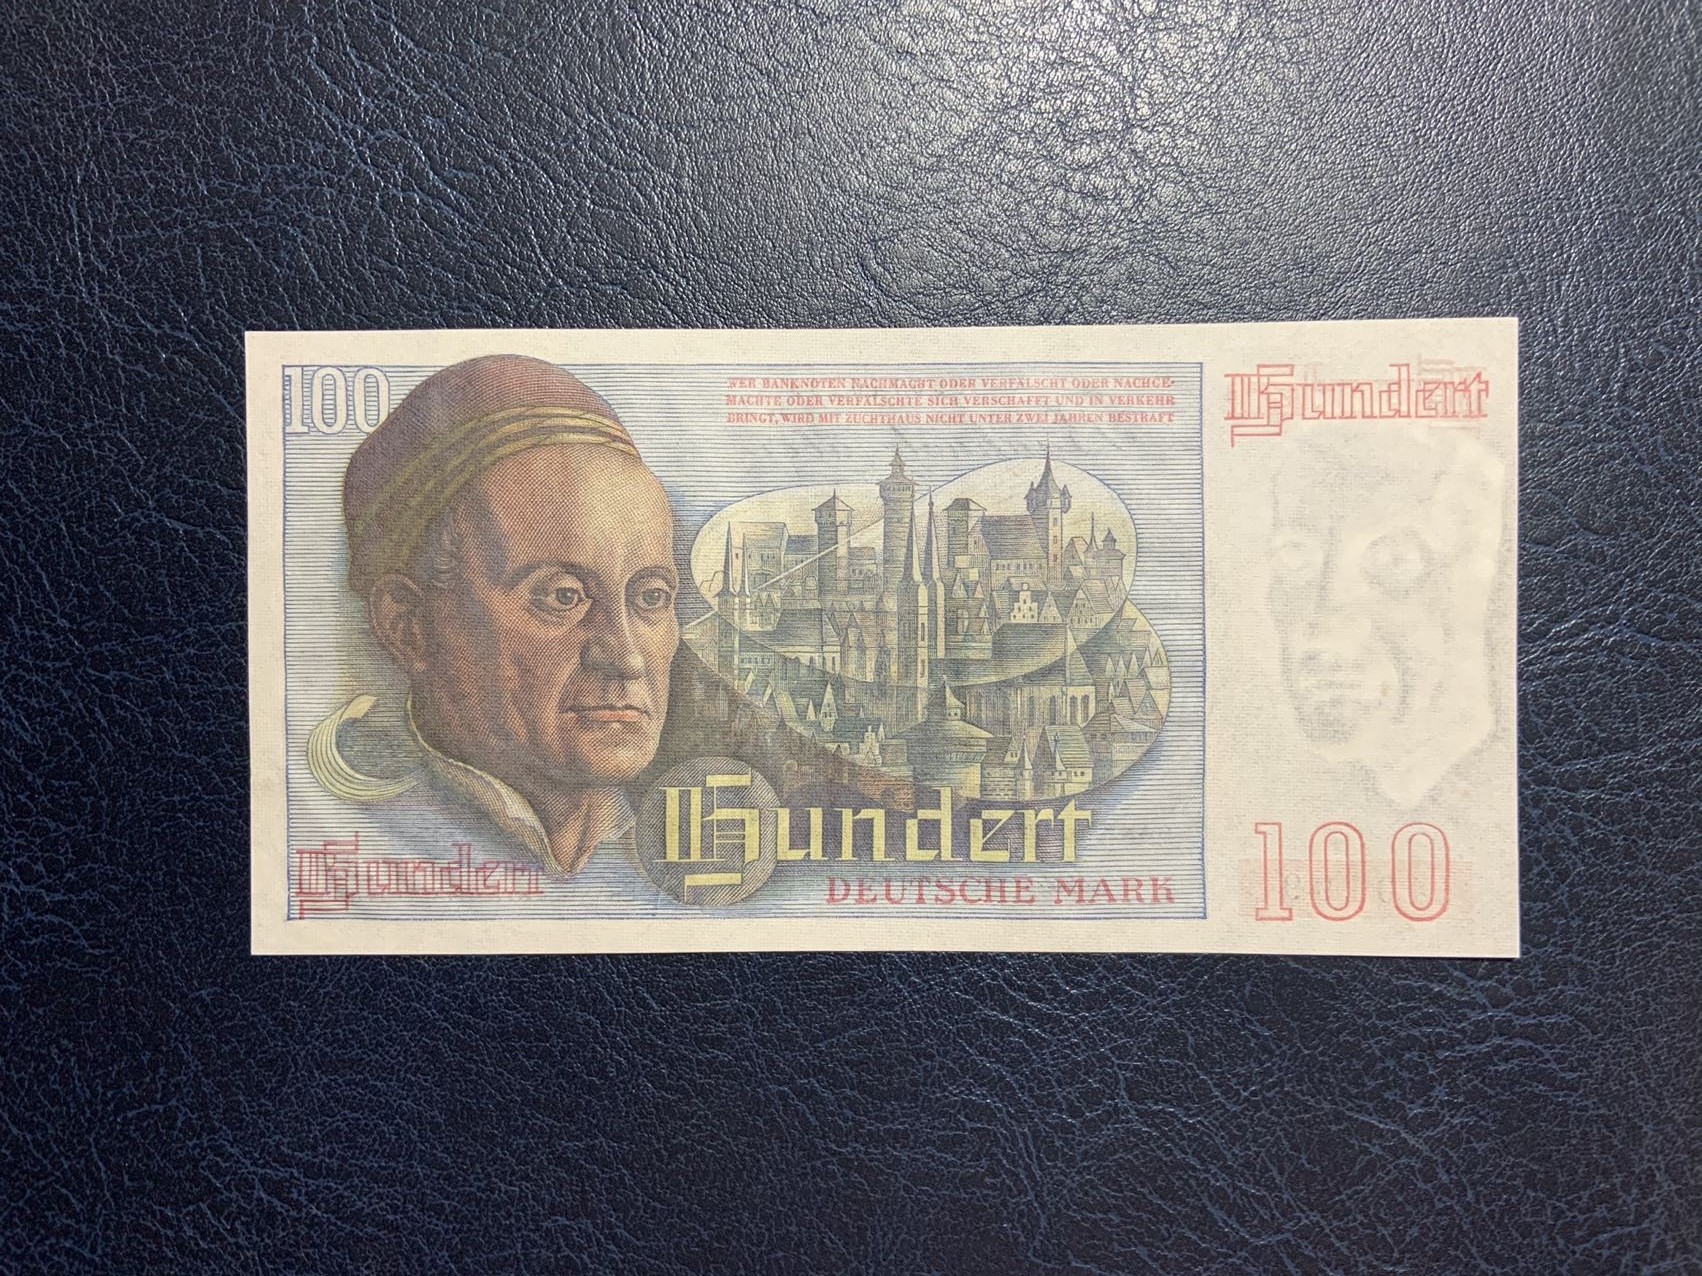 100
WER BANKNOTEN NACHMACHT ODER VERFÄLSCHT ODER NACHGE-
MACHTE ODER VERFÄLSCHTE SICH VERSCHAFFT UND IN VERKEHR
BRINGT, WIRD MIT ZUCHTHAUS NICHT UNTER ZWEI JAHREN BESTRAFT
Hundert
Hundert
Hundert
DEUTSCHE MARK
100